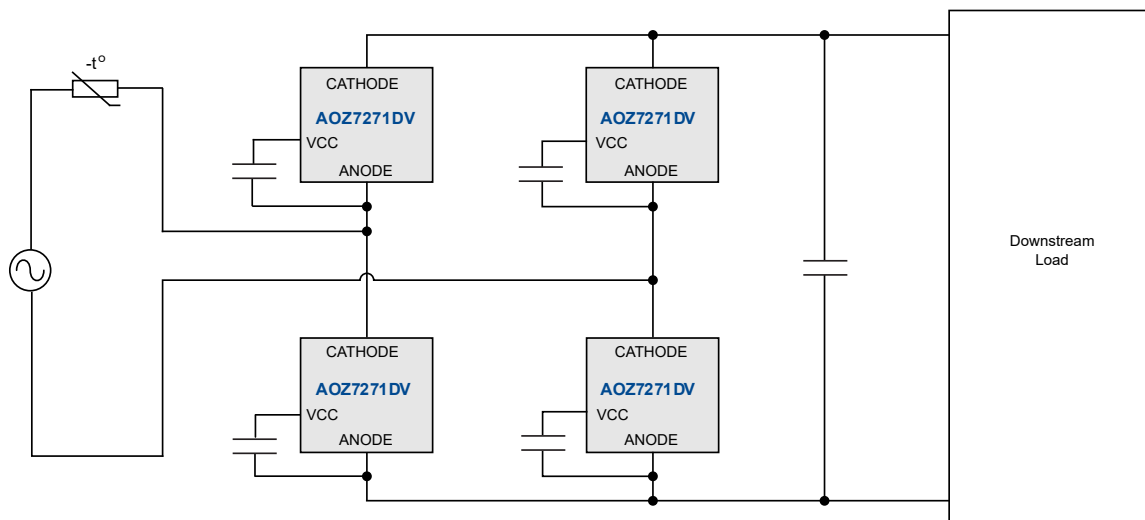 -t°
CATHODE
AOZ7271DV
VCC
ANODE
CATHODE
AOZ7271DV
VCC
ANODE
Downstream
Load
CATHODE
AOZ7271DV
VCC
ANODE
CATHODE
AOZ7271DV
VCC
ANODE